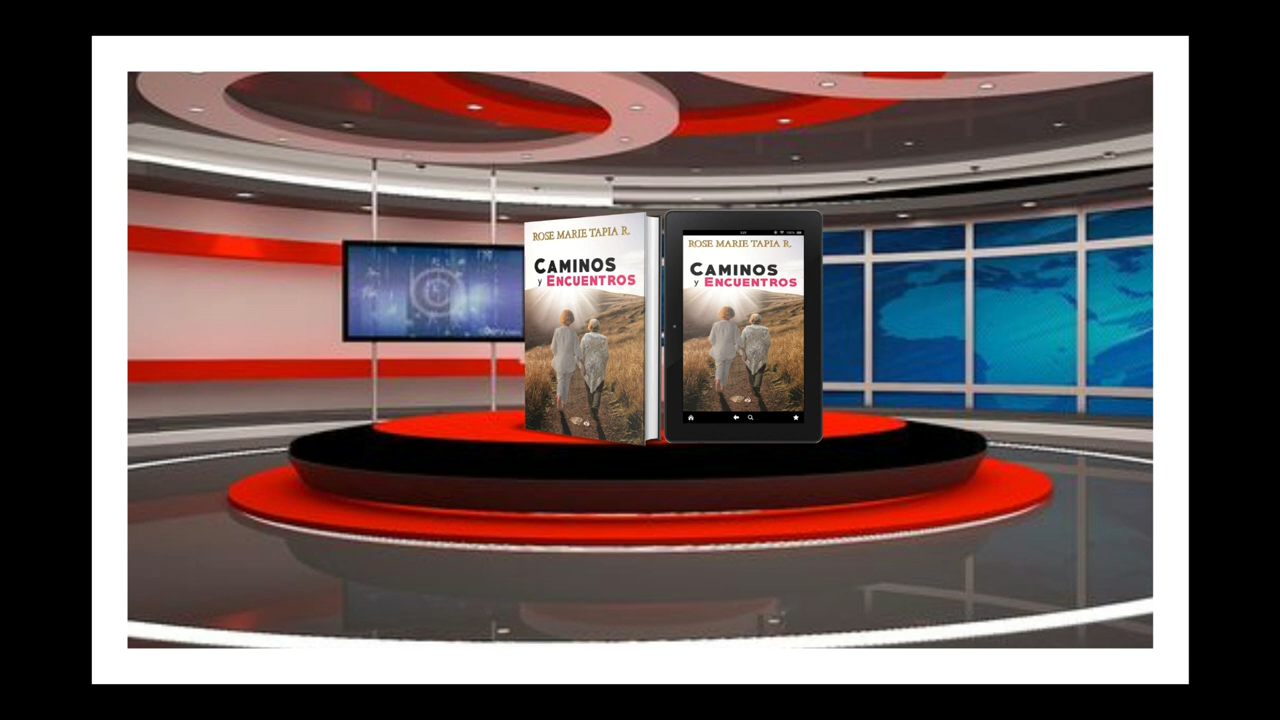 ROSE MARIE TAPIA R.
CAMINOS
y ENCUENTROS
ROSE MARIE TAPIA R.
CAMINOS
y ENCUENTROS